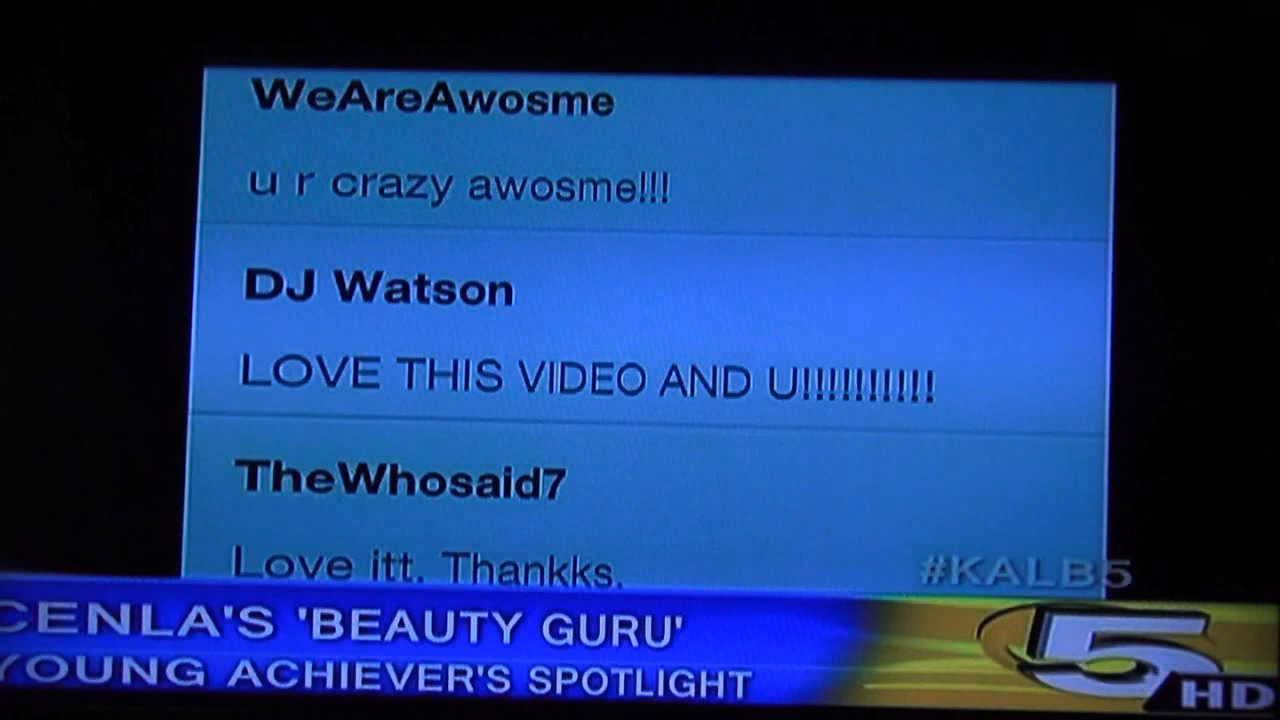 WeAreAwosme
u r crazy awosme!!!
DJ Watson
LOVE THIS VIDEO AND U!!!!!!!!!!!
TheWhosaid7
Love itt. Thankks.
#KALB5
CENLA'S 'BEAUTY GURU'
YOUNG ACHIEVER'S SPOTLIGHT
5
HD